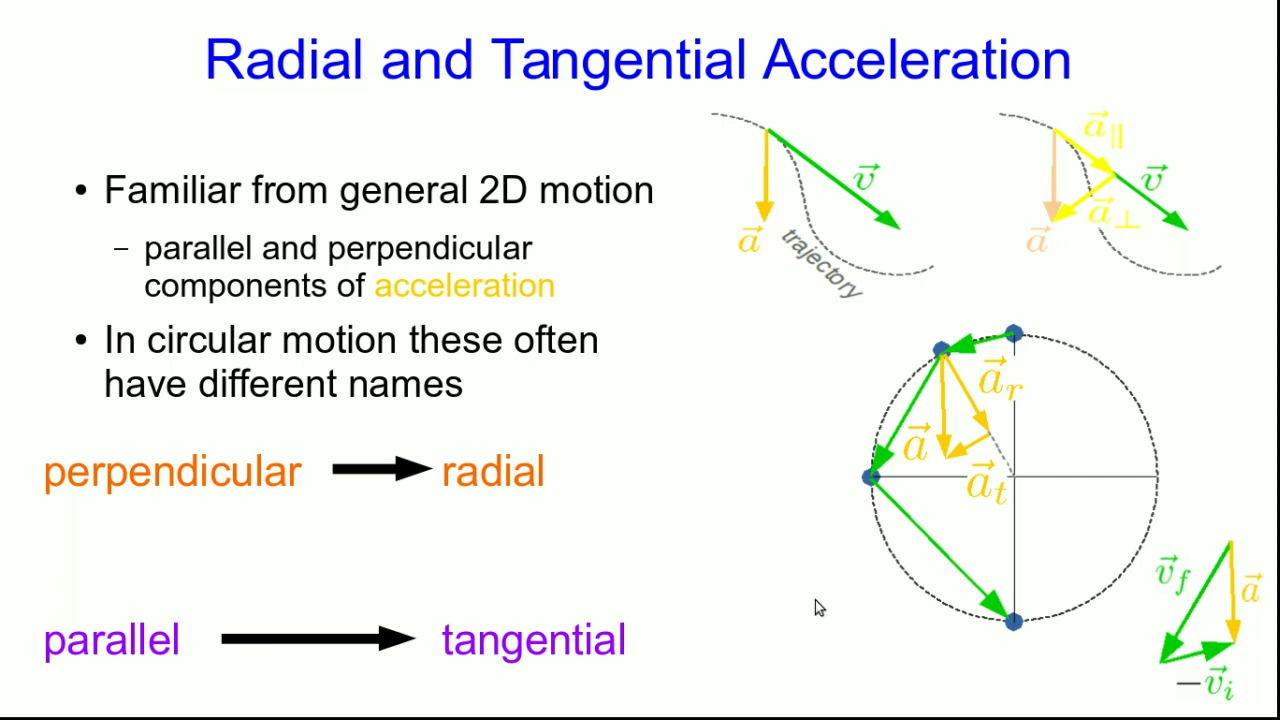 Radial and Tangential Acceleration
• Familiar from general 2D motion
– parallel and perpendicular
components of acceleration
• In circular motion these often
have different names
perpendicular radial
parallel tangential
v⃗
a⃗
trajectory
a⃗∥
v⃗
a⃗⊥
a⃗
a⃗ᵣ
a⃗
a⃗ₜ
v⃗f
a⃗
−v⃗ᵢ